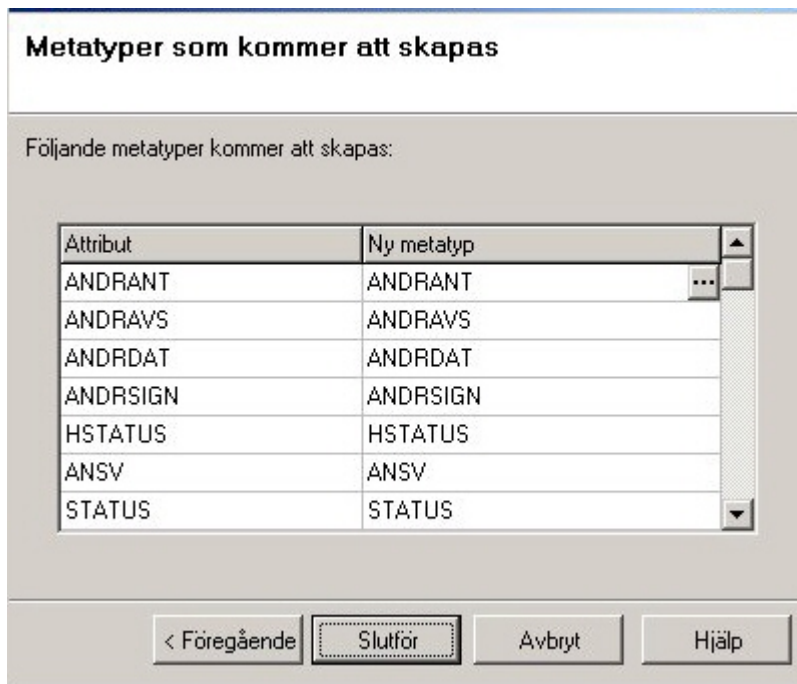 Metatyper som kommer att skapas
Följande metatyper kommer att skapas:
Attribut Ny metatyp
ANDRANT ANDRANT ...
ANDRAVS ANDRAVS
ANDRDAT ANDRDAT
ANDRSIGN ANDRSIGN
HSTATUS HSTATUS
ANSV ANSV
STATUS STATUS
< Föregående Slutför Avbryt Hjälp